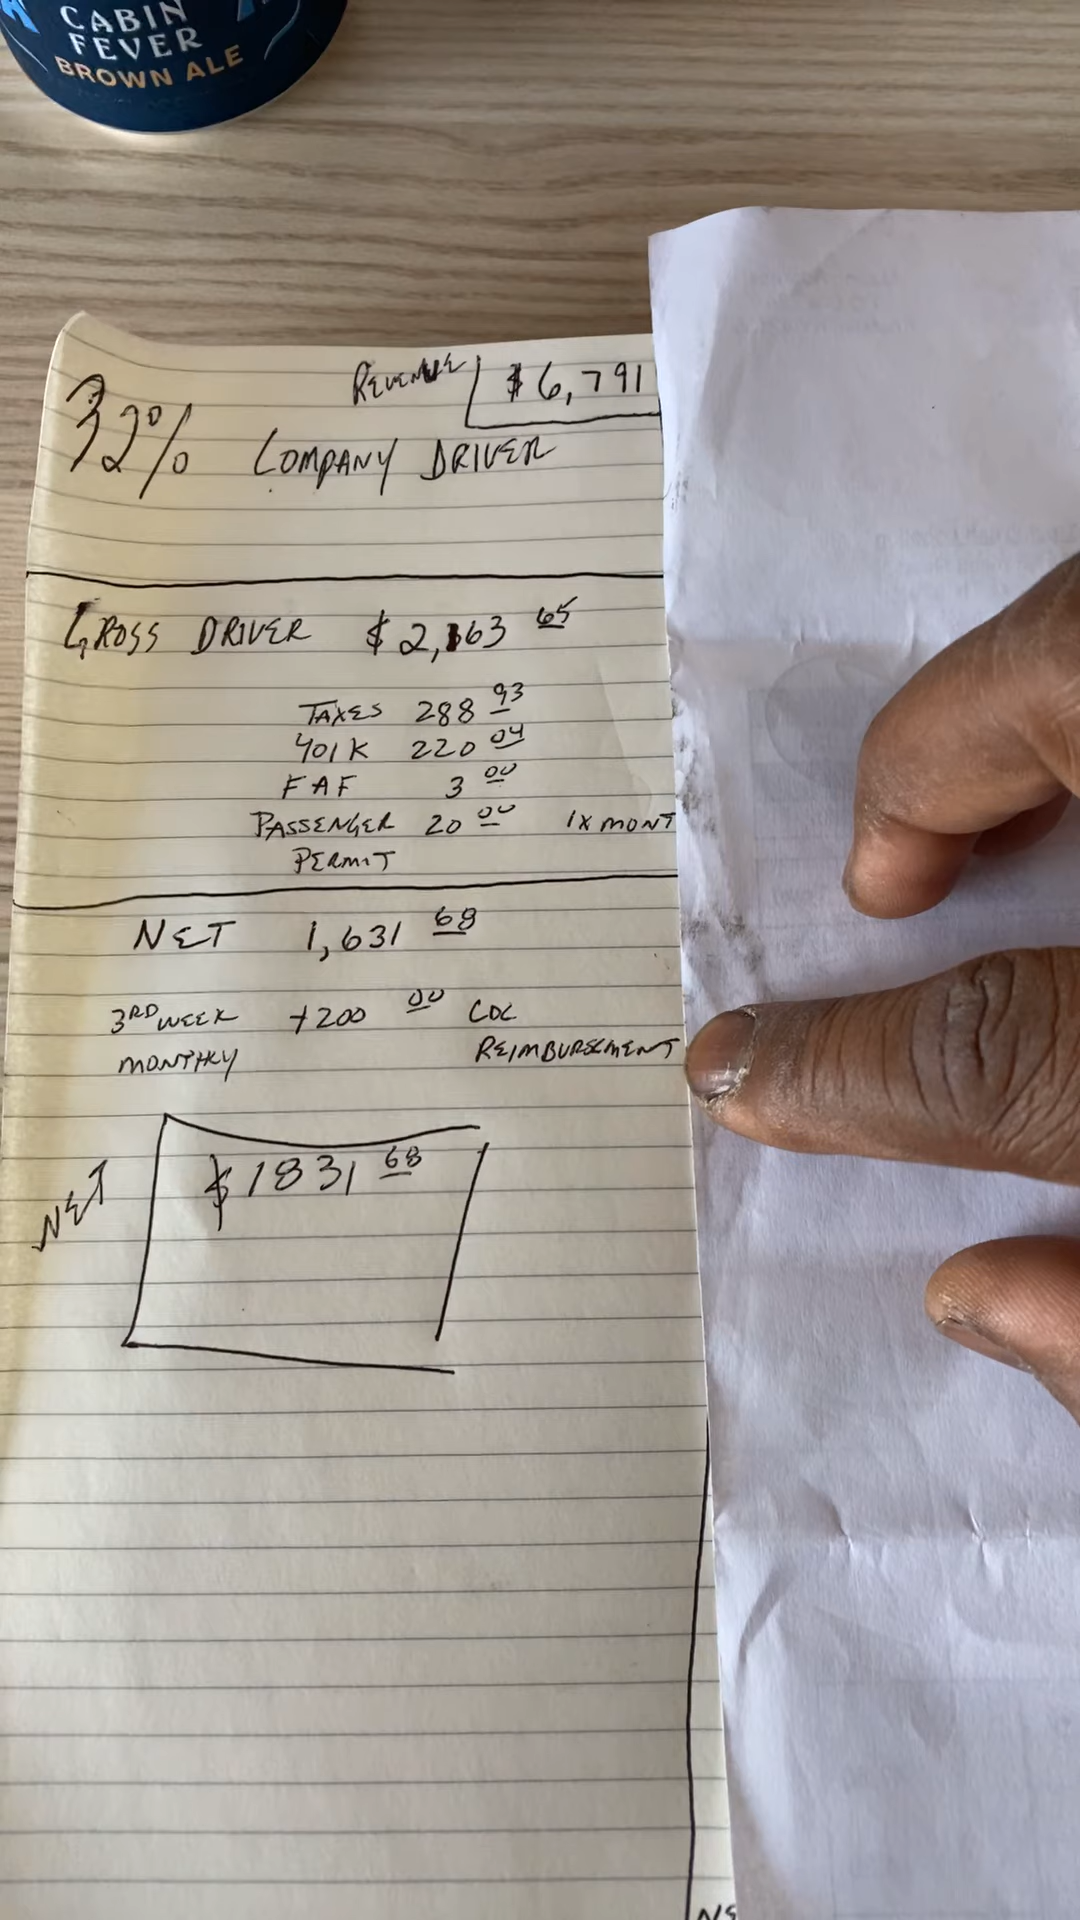 CABIN
FEVER
BROWN ALE
REVENUE $6,791
32% COMPANY DRIVER
GROSS DRIVER $2,163 65
TAXES 288 93
401K 220 04
FAF 3 00
PASSENGER 20 00 1X MONT
PERMIT
NET 1,631 68
3RD WEEK +200 00 CDL
MONTHLY REIMBURSEMENT
NET $1831 68